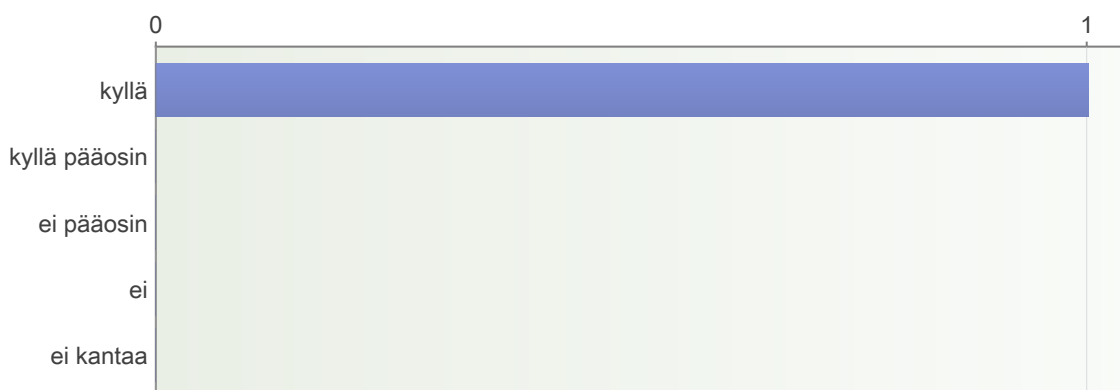 0 1
kyllä
kyllä pääosin
ei pääosin
ei
ei kantaa